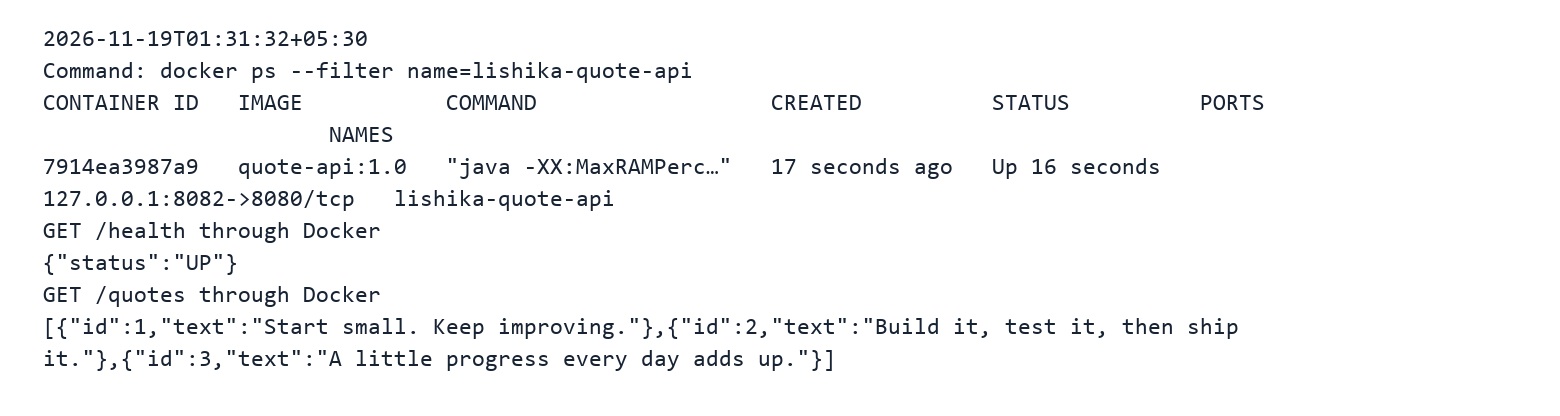 2026-11-19T01:31:32+05:30
Command: docker ps --filter name=lishika-quote-api
CONTAINER ID   IMAGE           COMMAND                  CREATED          STATUS          PORTS
                      NAMES
7914ea3987a9   quote-api:1.0   "java -XX:MaxRAMPerc…"   17 seconds ago   Up 16 seconds
127.0.0.1:8082->8080/tcp   lishika-quote-api
GET /health through Docker
{"status":"UP"}
GET /quotes through Docker
[{"id":1,"text":"Start small. Keep improving."},{"id":2,"text":"Build it, test it, then ship
it."},{"id":3,"text":"A little progress every day adds up."}]